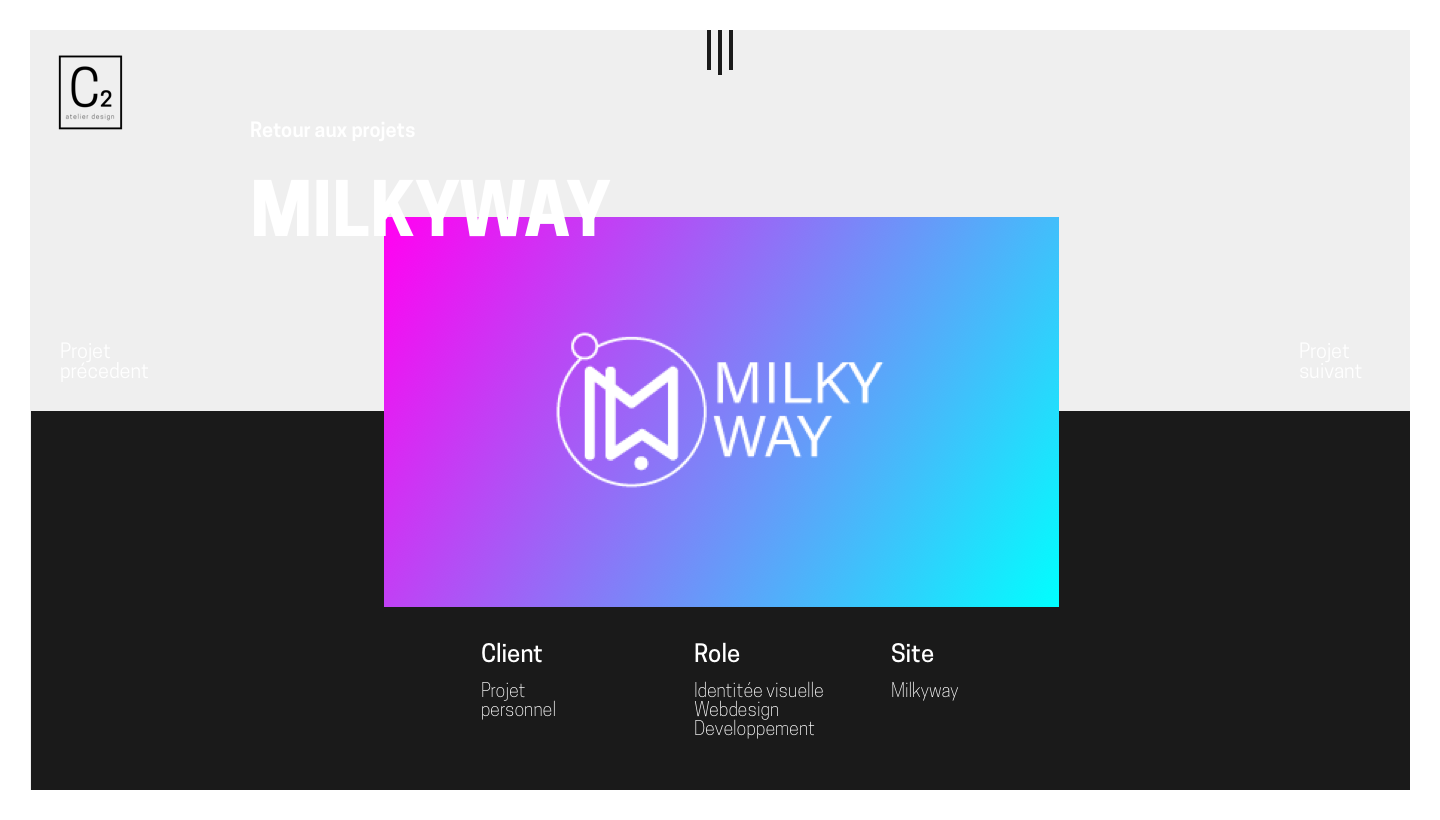 C2
atelier design
Retour aux projets
MILKYWAY
Projet
précedent
MILKY
WAY
Projet
suivant
Client
Projet
personnel
Role
Identitée visuelle
Webdesign
Developpement
Site
Milkyway